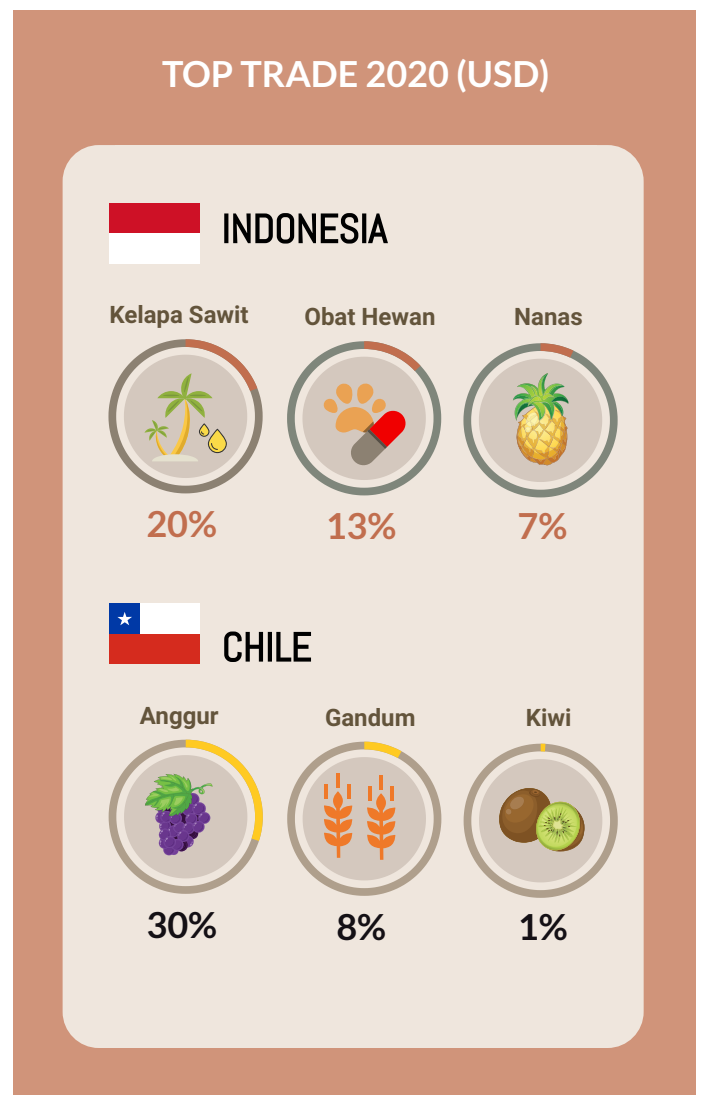 TOP TRADE 2020 (USD)
INDONESIA
Kelapa Sawit
Obat Hewan
Nanas
20%
13%
7%
CHILE
Anggur
Gandum
Kiwi
30%
8%
1%